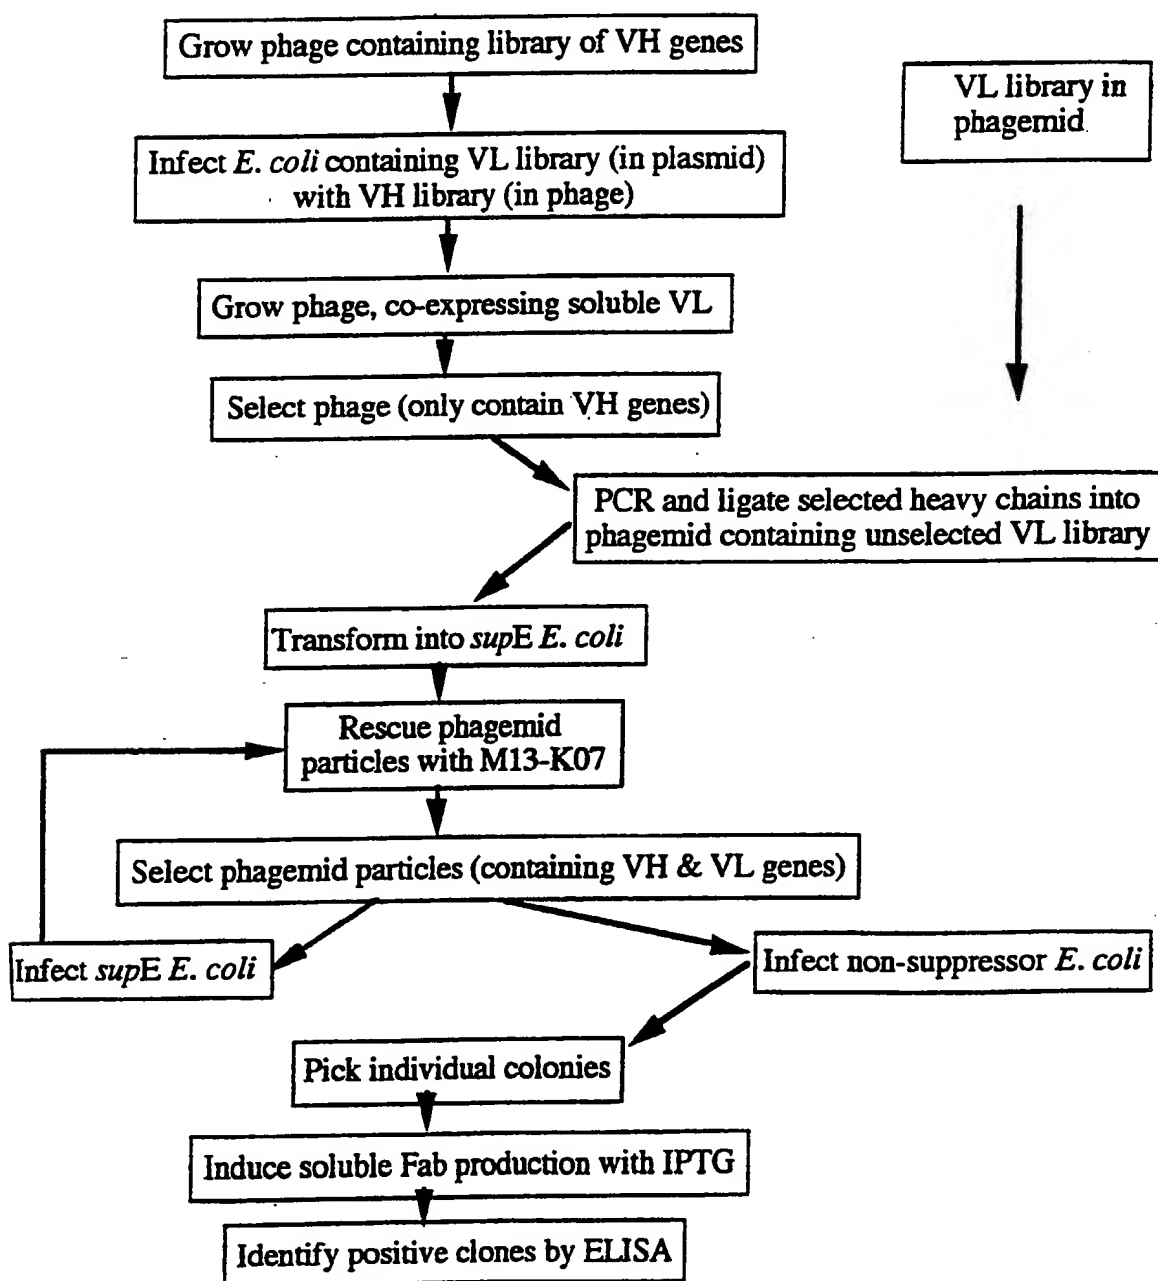 Grow phage containing library of VH genes
VL library in
phagemid
Infect E. coli containing VL library (in plasmid)
with VH library (in phage)
Grow phage, co-expressing soluble VL
Select phage (only contain VH genes)
PCR and ligate selected heavy chains into
phagemid containing unselected VL library
Transform into supE E. coli
Rescue phagemid
particles with M13-K07
Select phagemid particles (containing VH & VL genes)
Infect supE E. coli
Infect non-suppressor E. coli
Pick individual colonies
Induce soluble Fab production with IPTG
Identify positive clones by ELISA